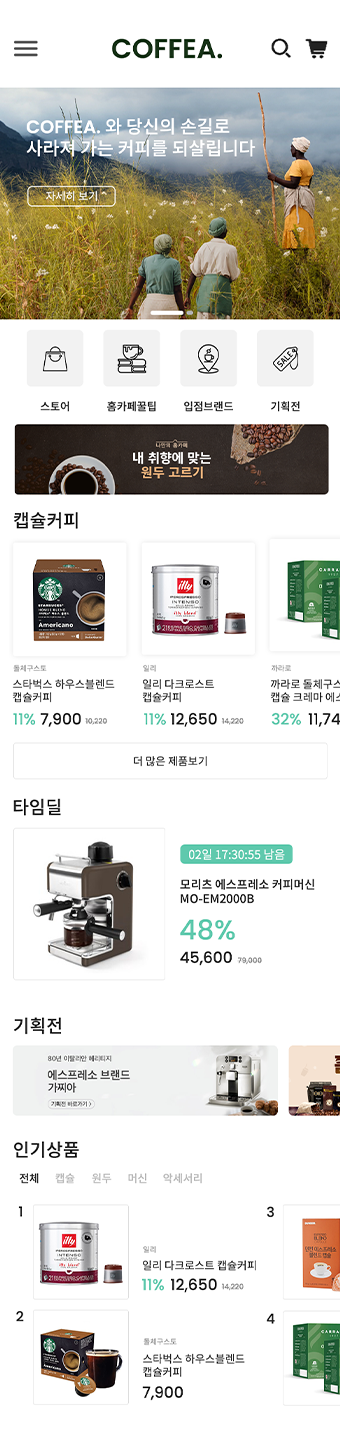 COFFEA.
COFFEA. 와 당신의 손길로
사라져 가는 커피를 되살립니다
자세히 보기
스토어
홈카페꿀팁
입점브랜드
SALE
기획전
나만의 홈카페
내 취향에 맞는
원두 고르기
캡슐커피
STARBUCKS
Americano
illy
INTENSO
돌체구스토
스타벅스 하우스블렌드
캡슐커피
11% 7,900 10,220
일리
일리 다크로스트
캡슐커피
11% 12,650 14,220
까라로
까라로 돌체구스
캡슐 크레마 에스
32% 11,74
더 많은 제품보기
타임딜
02일 17:30:55 남음
모리츠 에스프레소 커피머신
MO-EM2000B
48%
45,600 79,000
기획전
80년 이탈리안 헤리티지
에스프레소 브랜드
가찌아
기획전 바로가기 >
인기상품
전체 캡슐 원두 머신 악세서리
1
illy
INTENSO
일리
일리 다크로스트 캡슐커피
11% 12,650 14,220
2
돌체구스토
스타벅스 하우스블렌드
캡슐커피
7,900
3
4